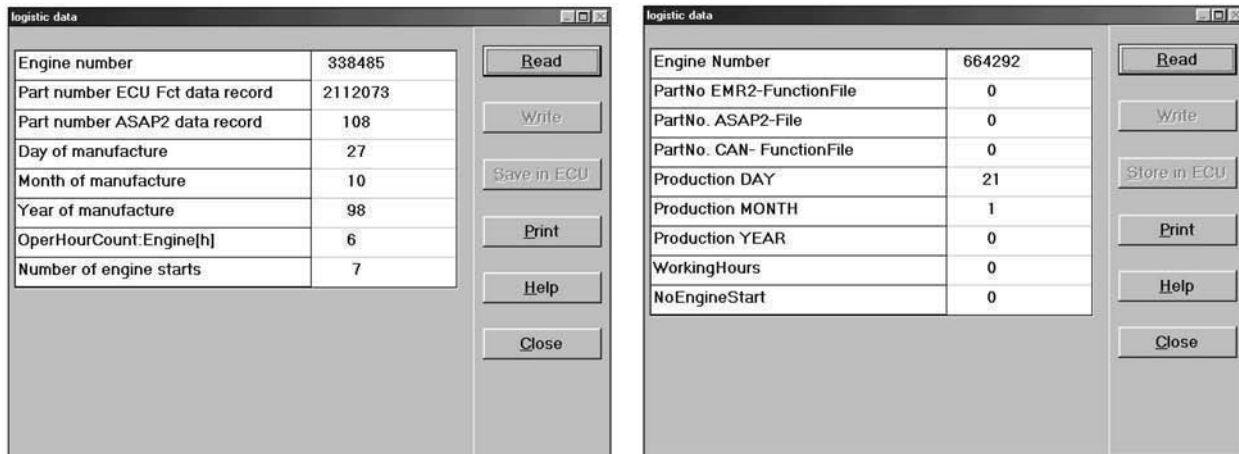 logistic data
Engine number 338485
Part number ECU Fct data record 2112073
Part number ASAP2 data record 108
Day of manufacture 27
Month of manufacture 10
Year of manufacture 98
OperHourCount:Engine[h] 6
Number of engine starts 7
Read
Write
Save in ECU
Print
Help
Close
logistic data
Engine Number 664292
PartNo EMR2-FunctionFile 0
PartNo. ASAP2-File 0
PartNo. CAN- FunctionFile 0
Production DAY 21
Production MONTH 1
Production YEAR 0
WorkingHours 0
NoEngineStart 0
Read
Write
Store in ECU
Print
Help
Close